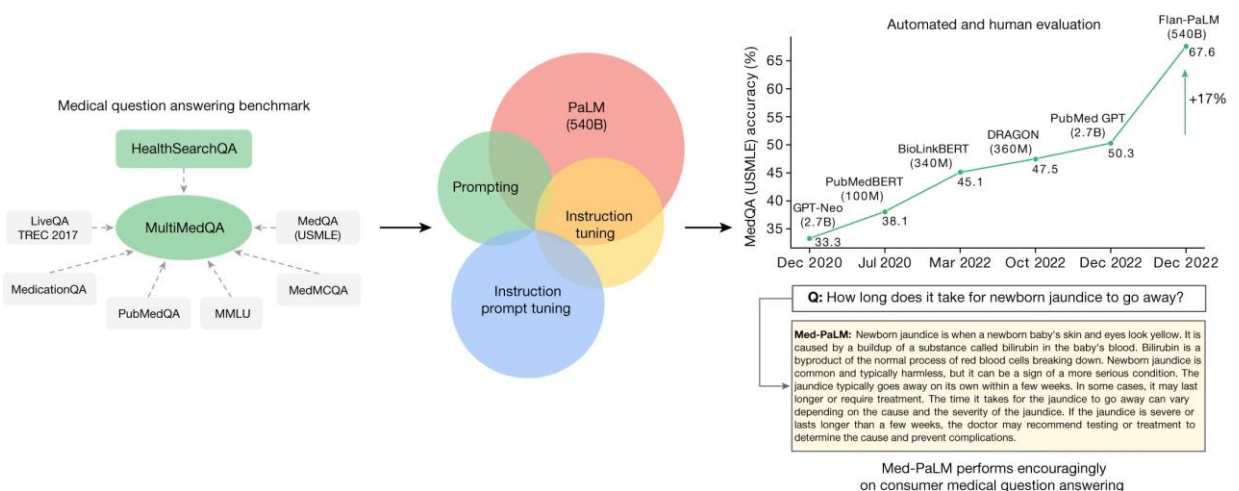 Medical question answering benchmark
HealthSearchQA
LiveQA
TREC 2017
MultiMedQA
MedQA
(USMLE)
MedicationQA
PubMedQA
MMLU
MedMCQA
PaLM
(540B)
Prompting
Instruction
tuning
Instruction
prompt tuning
Automated and human evaluation
MedQA (USMLE) accuracy (%)
65
60
55
50
45
40
35
GPT-Neo
(2.7B)
33.3
PubMedBERT
(100M)
38.1
BioLinkBERT
(340M)
45.1
DRAGON
(360M)
47.5
PubMed GPT
(2.7B)
50.3
Flan-PaLM
(540B)
67.6
+17%
Dec 2020 Jul 2020 Mar 2022 Oct 2022 Dec 2022 Dec 2022
Q: How long does it take for newborn jaundice to go away?
Med-PaLM: Newborn jaundice is when a newborn baby's skin and eyes look yellow. It is
caused by a buildup of a substance called bilirubin in the baby's blood. Bilirubin is a
byproduct of the normal process of red blood cells breaking down. Newborn jaundice is
common and typically harmless, but it can be a sign of a more serious condition. The
jaundice typically goes away on its own within a few weeks. In some cases, it may last
longer or require treatment. The time it takes for the jaundice to go away can vary
depending on the cause and the severity of the jaundice. If the jaundice is severe or
lasts longer than a few weeks, the doctor may recommend testing or treatment to
determine the cause and prevent complications.
Med-PaLM performs encouragingly
on consumer medical question answering